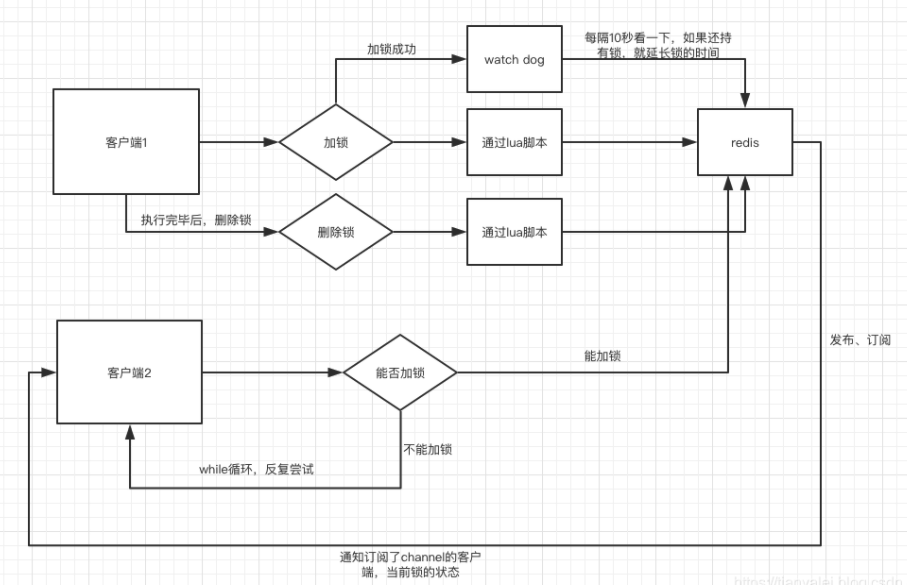 加锁成功
watch dog
每隔10秒看一下，如果还持
有锁，就延长锁的时间
客户端1
加锁
通过lua脚本
redis
执行完毕后，删除锁
删除锁
通过lua脚本
发布、订阅
能加锁
客户端2
能否加锁
不能加锁
while循环，反复尝试
通知订阅了channel的客户
端，当前锁的状态